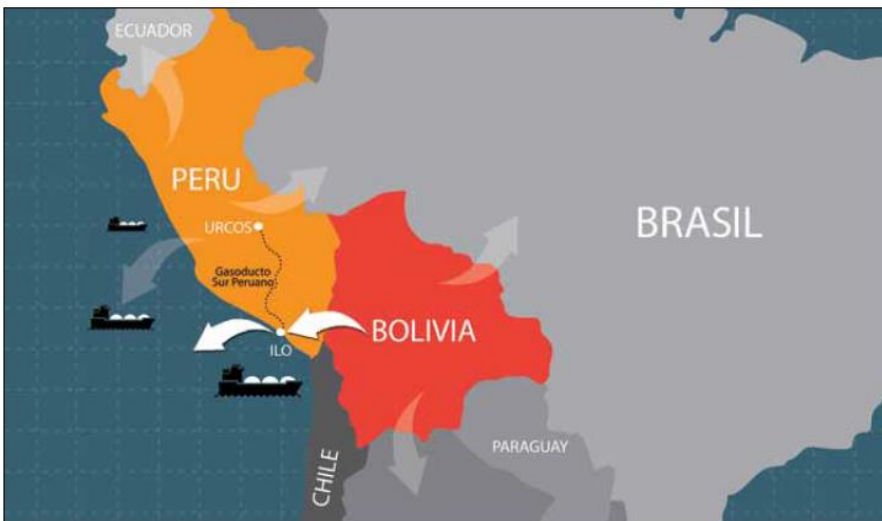 ECUADOR
PERU
URCOS
BRASIL
Gasoducto
Sur Peruano
BOLIVIA
ILO
PARAGUAY
CHILE